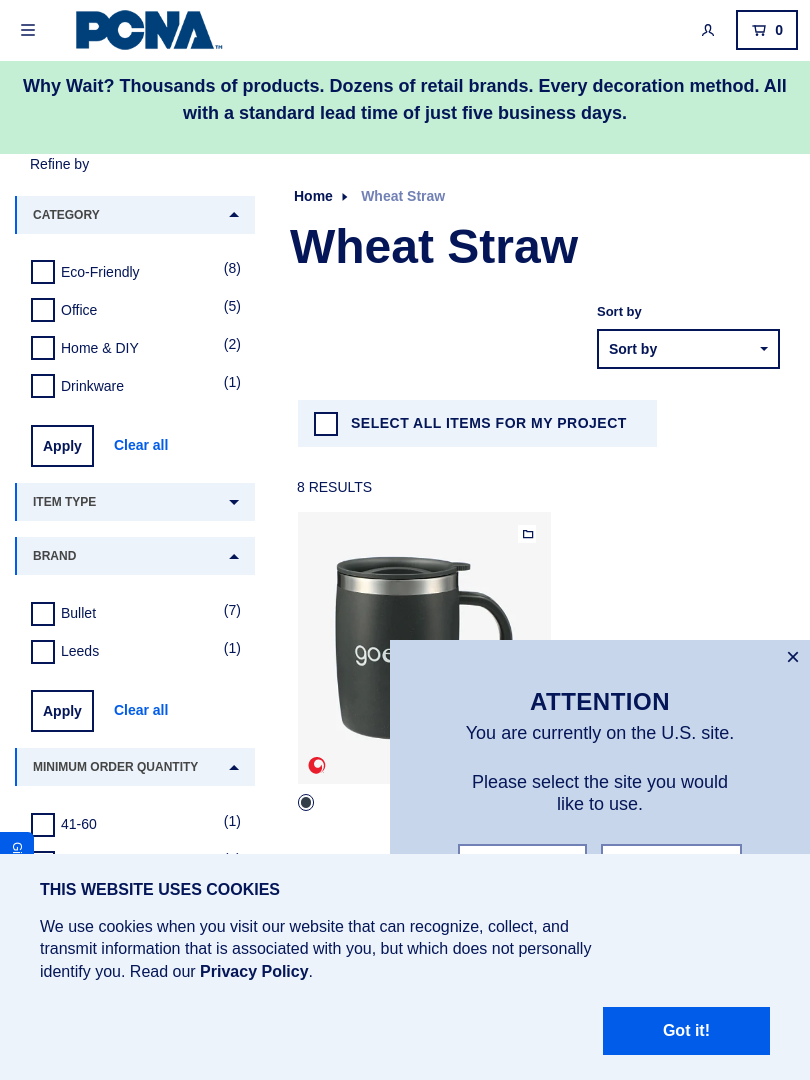 PCNA™
0
Why Wait? Thousands of products. Dozens of retail brands. Every decoration method. All
with a standard lead time of just five business days.
Refine by
Home
Wheat Straw
CATEGORY
Wheat Straw
Eco-Friendly (8)
Office (5)
Home & DIY (2)
Drinkware (1)
Sort by
Sort by
Apply
Clear all
SELECT ALL ITEMS FOR MY PROJECT
ITEM TYPE
8 RESULTS
BRAND
Bullet (7)
Leeds (1)
Apply
Clear all
MINIMUM ORDER QUANTITY
41-60 (1)
ATTENTION
You are currently on the U.S. site.
Please select the site you would
like to use.
THIS WEBSITE USES COOKIES
We use cookies when you visit our website that can recognize, collect, and
transmit information that is associated with you, but which does not personally
identify you. Read our Privacy Policy.
Got it!